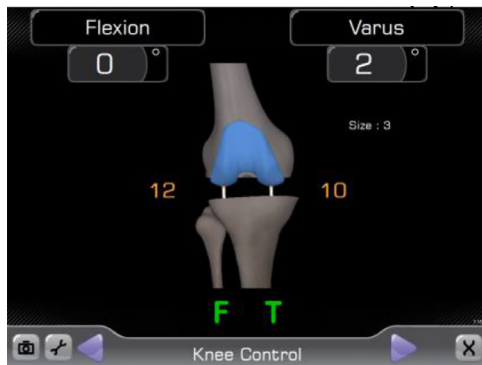 Flexion
Varus
0°
2°
Size : 3
12
10
F T
Knee Control
X